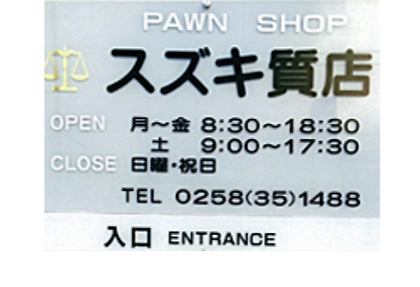 PAWN SHOP
スズキ質店
OPEN 月〜金 8:30〜18:30
土 9:00〜17:30
CLOSE 日曜・祝日
TEL 0258(35)1488
入口 ENTRANCE